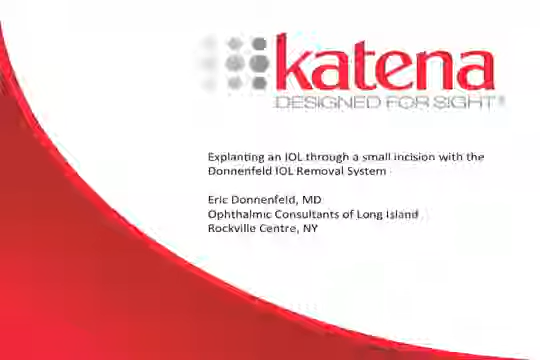 katena
DESIGNED FOR SIGHT®
Explanting an IOL through a small incision with the
Donnenfeld IOL Removal System
Eric Donnenfeld, MD
Ophthalmic Consultants of Long Island
Rockville Centre, NY